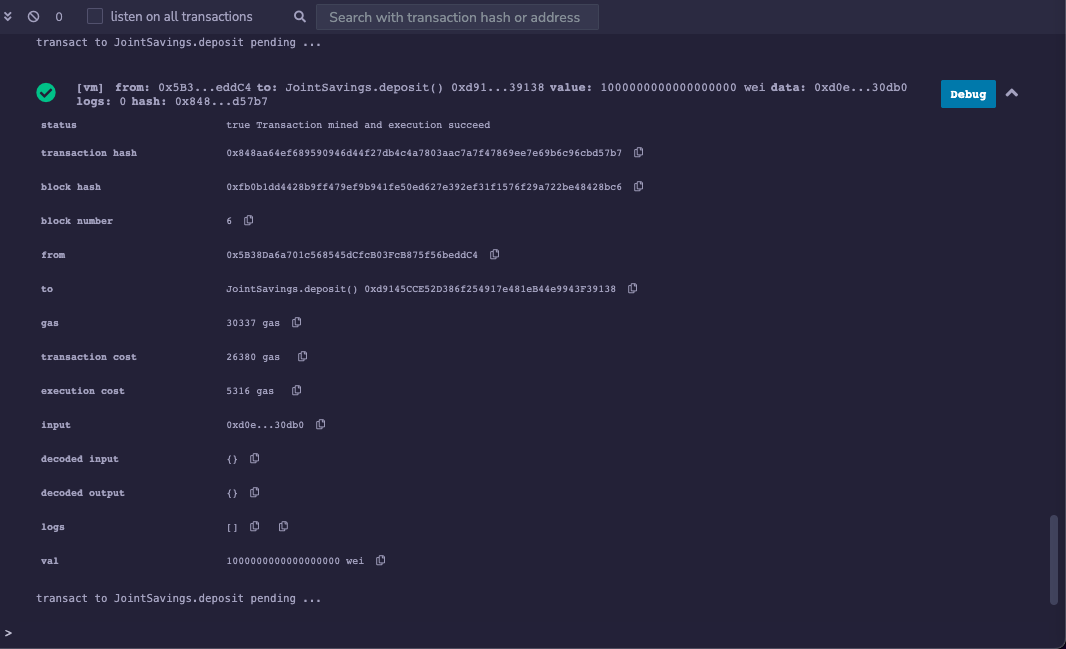 0 listen on all transactions Search with transaction hash or address
transact to JointSavings.deposit pending ...
[vm] from: 0x5B3...eddC4 to: JointSavings.deposit() 0xd91...39138 value: 1000000000000000000 wei data: 0xd0e...30db0
logs: 0 hash: 0x848...d57b7
Debug
status true Transaction mined and execution succeed
transaction hash 0x848aa64ef689590946d44f27db4c4a7803aac7a7f47869ee7e69b6c96cbd57b7
block hash 0xfb0b1dd4428b9ff479ef9b941fe50ed627e392ef31f1576f29a722be48428bc6
block number 6
from 0x5B38Da6a701c568545dCfcB03FcB875f56beddC4
to JointSavings.deposit() 0xd9145CCE52D386f254917e481eB44e9943F39138
gas 30337 gas
transaction cost 26380 gas
execution cost 5316 gas
input 0xd0e...30db0
decoded input {}
decoded output {}
logs []
val 1000000000000000000 wei
transact to JointSavings.deposit pending ...
>